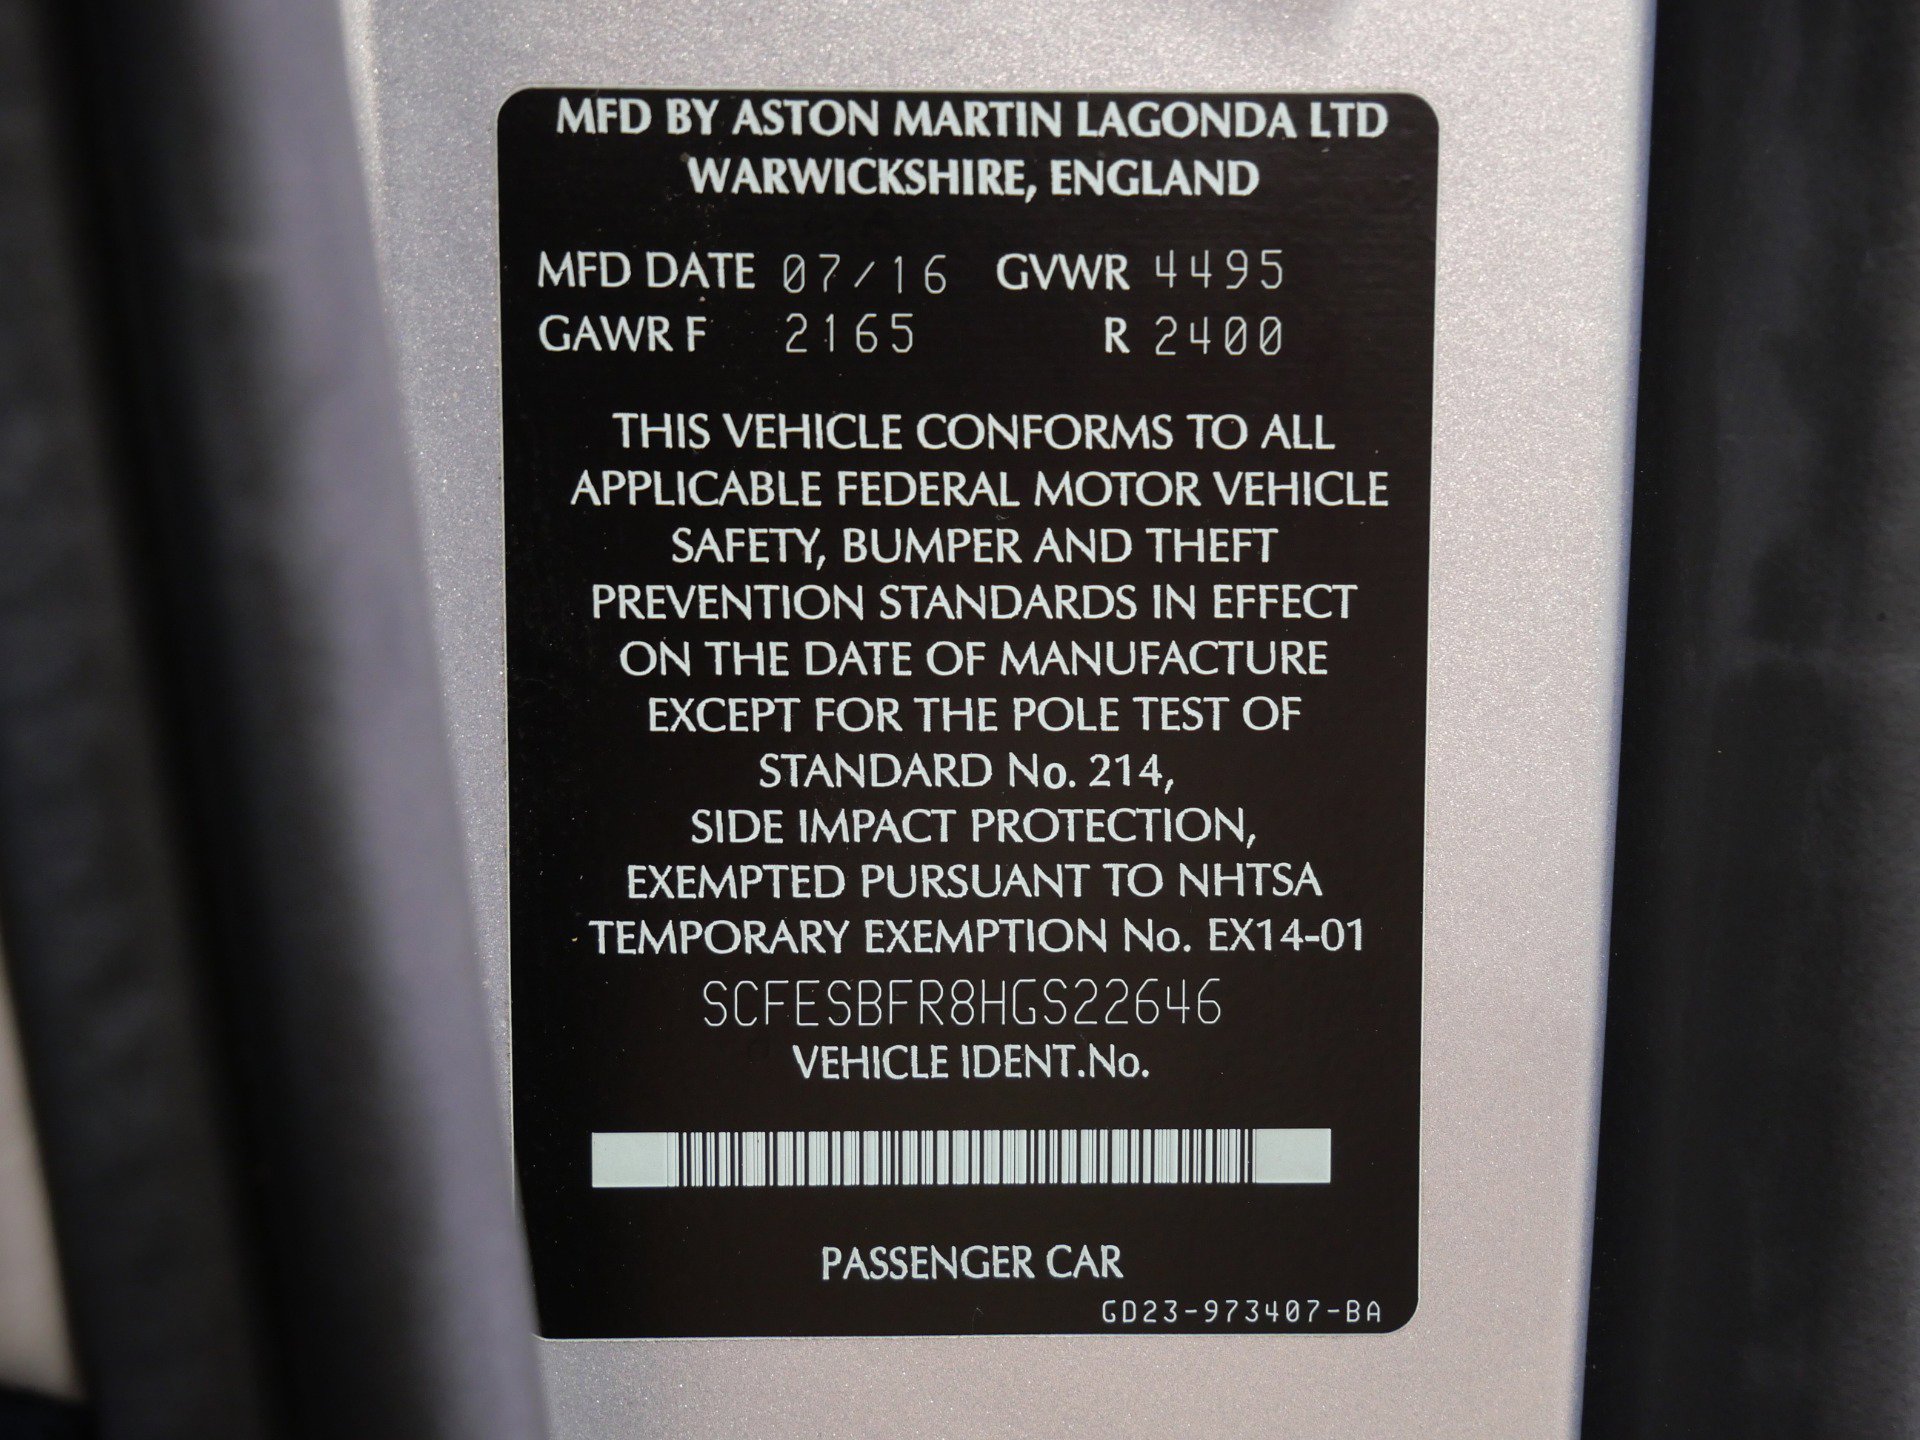 MFD BY ASTON MARTIN LAGONDA LTD
WARWICKSHIRE, ENGLAND
MFD DATE 07/16 GVWR 4495
GAWR F 2165 R 2400
THIS VEHICLE CONFORMS TO ALL
APPLICABLE FEDERAL MOTOR VEHICLE
SAFETY, BUMPER AND THEFT
PREVENTION STANDARDS IN EFFECT
ON THE DATE OF MANUFACTURE
EXCEPT FOR THE POLE TEST OF
STANDARD No. 214,
SIDE IMPACT PROTECTION,
EXEMPTED PURSUANT TO NHTSA
TEMPORARY EXEMPTION No. EX14-01
SCFESBFR8HGS22646
VEHICLE IDENT.No.
PASSENGER CAR
GD23-973407-BA